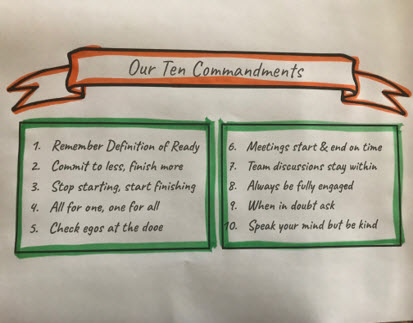 Our Ten Commandments
1. Remember Definition of Ready
2. Commit to less, finish more
3. Stop starting, start finishing
4. All for one, one for all
5. Check egos at the dooe
6. Meetings start & end on time
7. Team discussions stay within
8. Always be fully engaged
9. When in doubt ask
10. Speak your mind but be kind